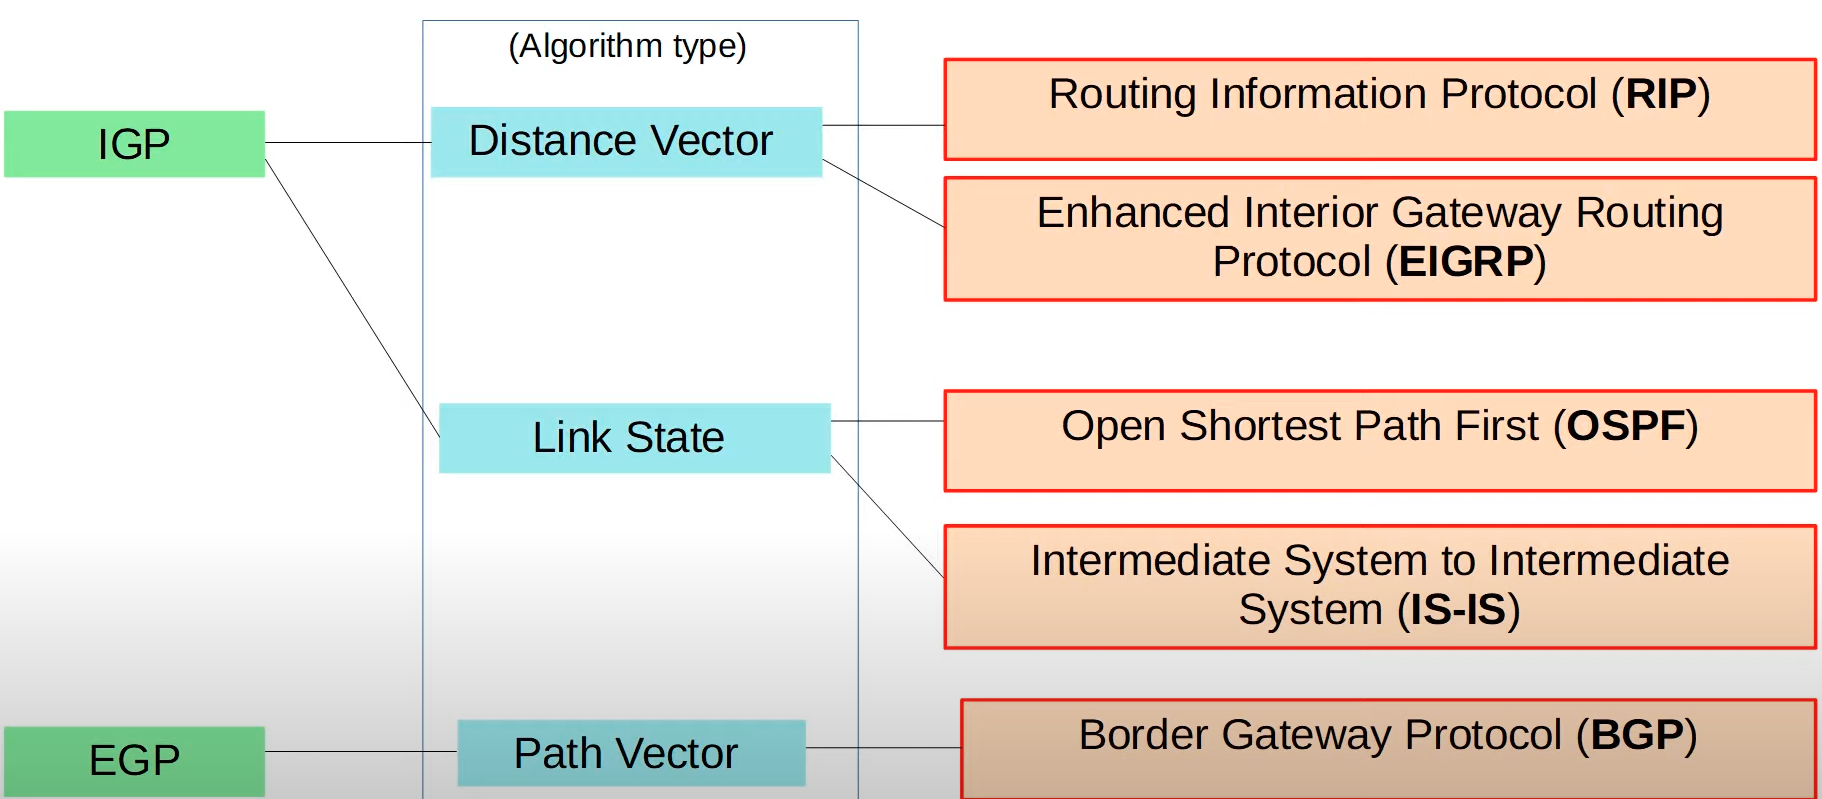 (Algorithm type)
IGP
Distance Vector
Routing Information Protocol (RIP)
Enhanced Interior Gateway Routing
Protocol (EIGRP)
Link State
Open Shortest Path First (OSPF)
Intermediate System to Intermediate
System (IS-IS)
EGP
Path Vector
Border Gateway Protocol (BGP)